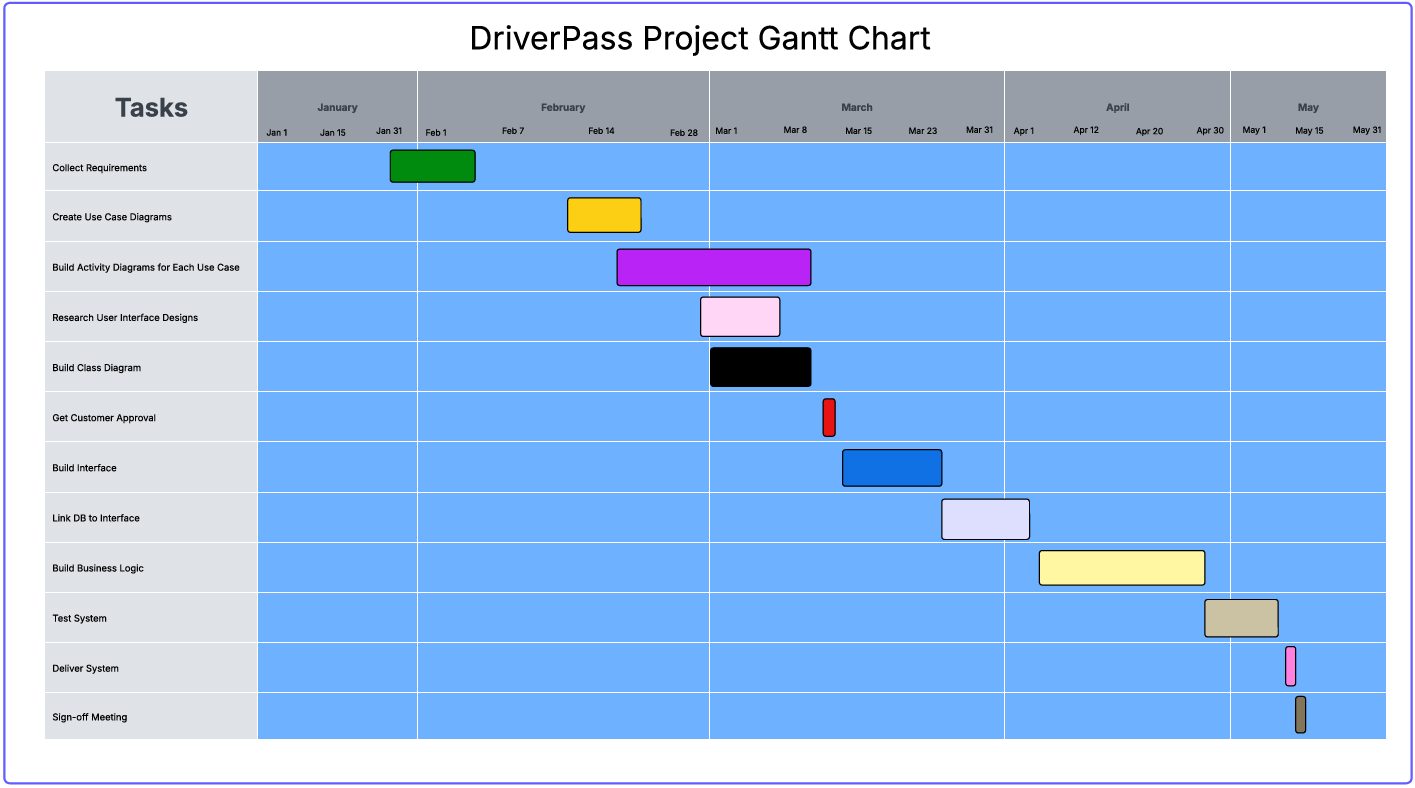 DriverPass Project Gantt Chart
Tasks
January February March April May
Jan 1 Jan 15 Jan 31 Feb 1 Feb 7 Feb 14 Feb 28 Mar 1 Mar 8 Mar 15 Mar 23 Mar 31 Apr 1 Apr 12 Apr 20 Apr 30 May 1 May 15 May 31
Collect Requirements
Create Use Case Diagrams
Build Activity Diagrams for Each Use Case
Research User Interface Designs
Build Class Diagram
Get Customer Approval
Build Interface
Link DB to Interface
Build Business Logic
Test System
Deliver System
Sign-off Meeting